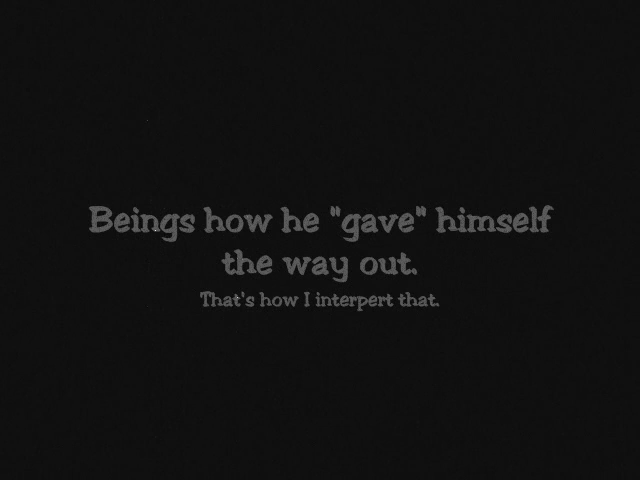 Beings how he "gave" himself
the way out.
That's how I interpert that.